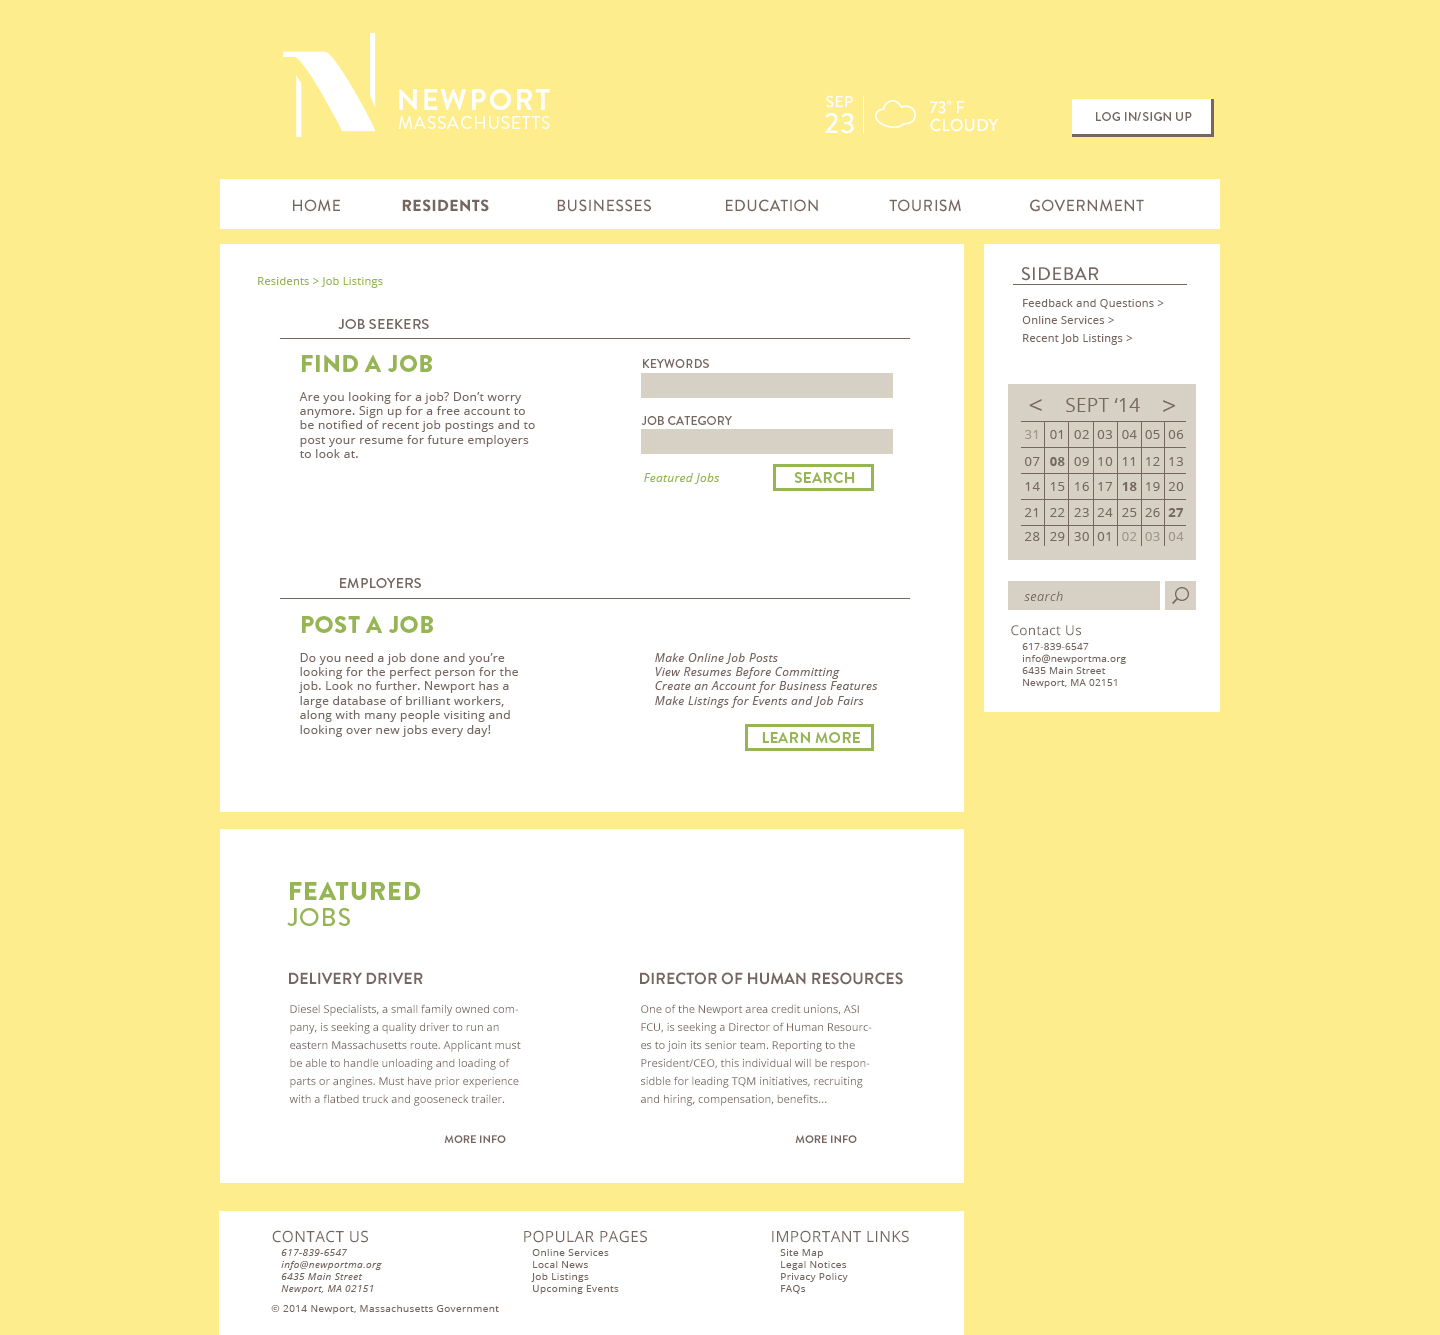 NEWPORT
MASSACHUSETTS
SEP
23
73° F
CLOUDY
LOG IN/SIGN UP
HOME RESIDENTS BUSINESSES EDUCATION TOURISM GOVERNMENT
Residents > Job Listings
JOB SEEKERS
FIND A JOB
Are you looking for a job? Don’t worry
anymore. Sign up for a free account to
be notified of recent job postings and to
post your resume for future employers
to look at.
KEYWORDS
JOB CATEGORY
Featured Jobs
SEARCH
EMPLOYERS
POST A JOB
Do you need a job done and you’re
looking for the perfect person for the
job. Look no further. Newport has a
large database of brilliant workers,
along with many people visiting and
looking over new jobs every day!
Make Online Job Posts
View Resumes Before Committing
Create an Account for Business Features
Make Listings for Events and Job Fairs
LEARN MORE
SIDEBAR
Feedback and Questions >
Online Services >
Recent Job Listings >
< SEPT ‘14 >
31 01 02 03 04 05 06
07 08 09 10 11 12 13
14 15 16 17 18 19 20
21 22 23 24 25 26 27
28 29 30 01 02 03 04
search
Contact Us
617-839-6547
info@newportma.org
6435 Main Street
Newport, MA 02151
FEATURED
JOBS
DELIVERY DRIVER
Diesel Specialists, a small family owned com-
pany, is seeking a quality driver to run an
eastern Massachusetts route. Applicant must
be able to handle unloading and loading of
parts or angines. Must have prior experience
with a flatbed truck and gooseneck trailer.
MORE INFO
DIRECTOR OF HUMAN RESOURCES
One of the Newport area credit unions, ASI
FCU, is seeking a Director of Human Resourc-
es to join its senior team. Reporting to the
President/CEO, this individual will be respon-
sidble for leading TQM initiatives, recruiting
and hiring, compensation, benefits...
MORE INFO
CONTACT US
617-839-6547
info@newportma.org
6435 Main Street
Newport, MA 02151
POPULAR PAGES
Online Services
Local News
Job Listings
Upcoming Events
IMPORTANT LINKS
Site Map
Legal Notices
Privacy Policy
FAQs
© 2014 Newport, Massachusetts Government